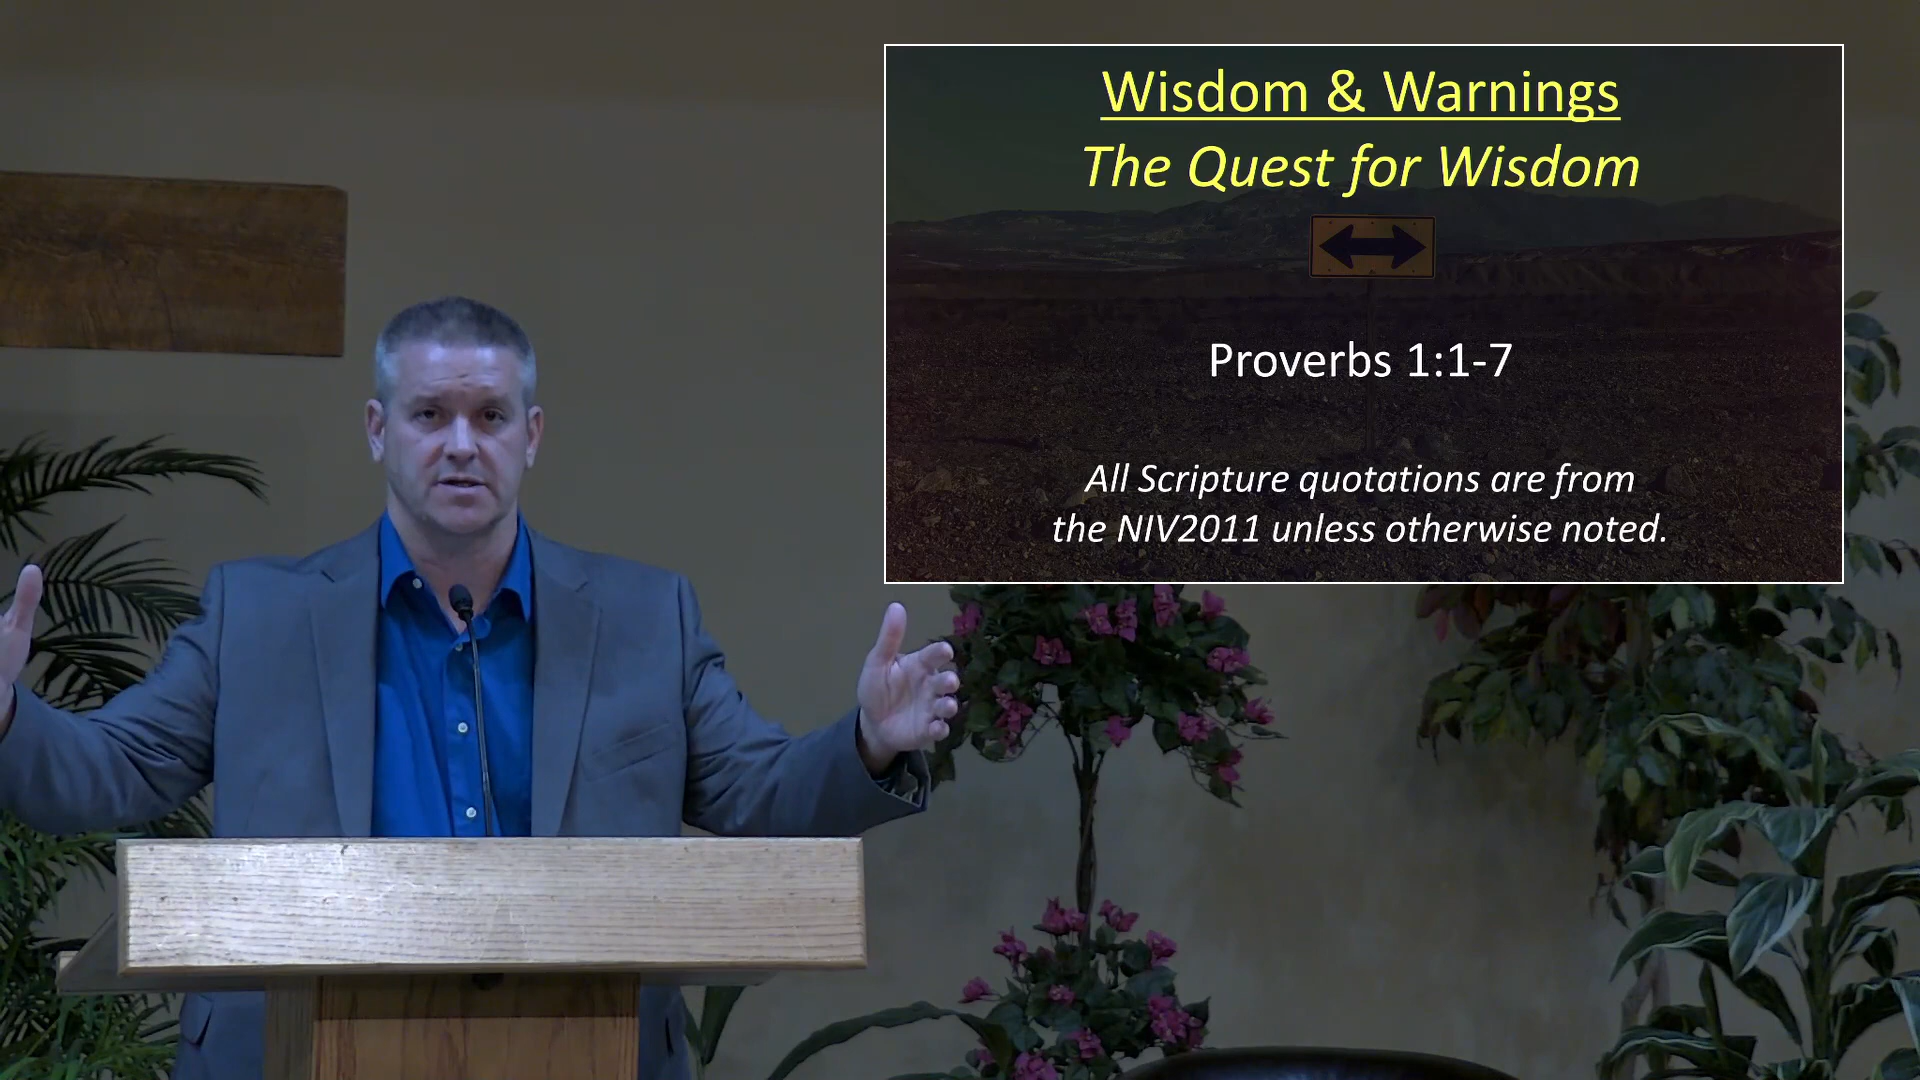 Wisdom & Warnings
The Quest for Wisdom
Proverbs 1:1-7
All Scripture quotations are from
the NIV2011 unless otherwise noted.